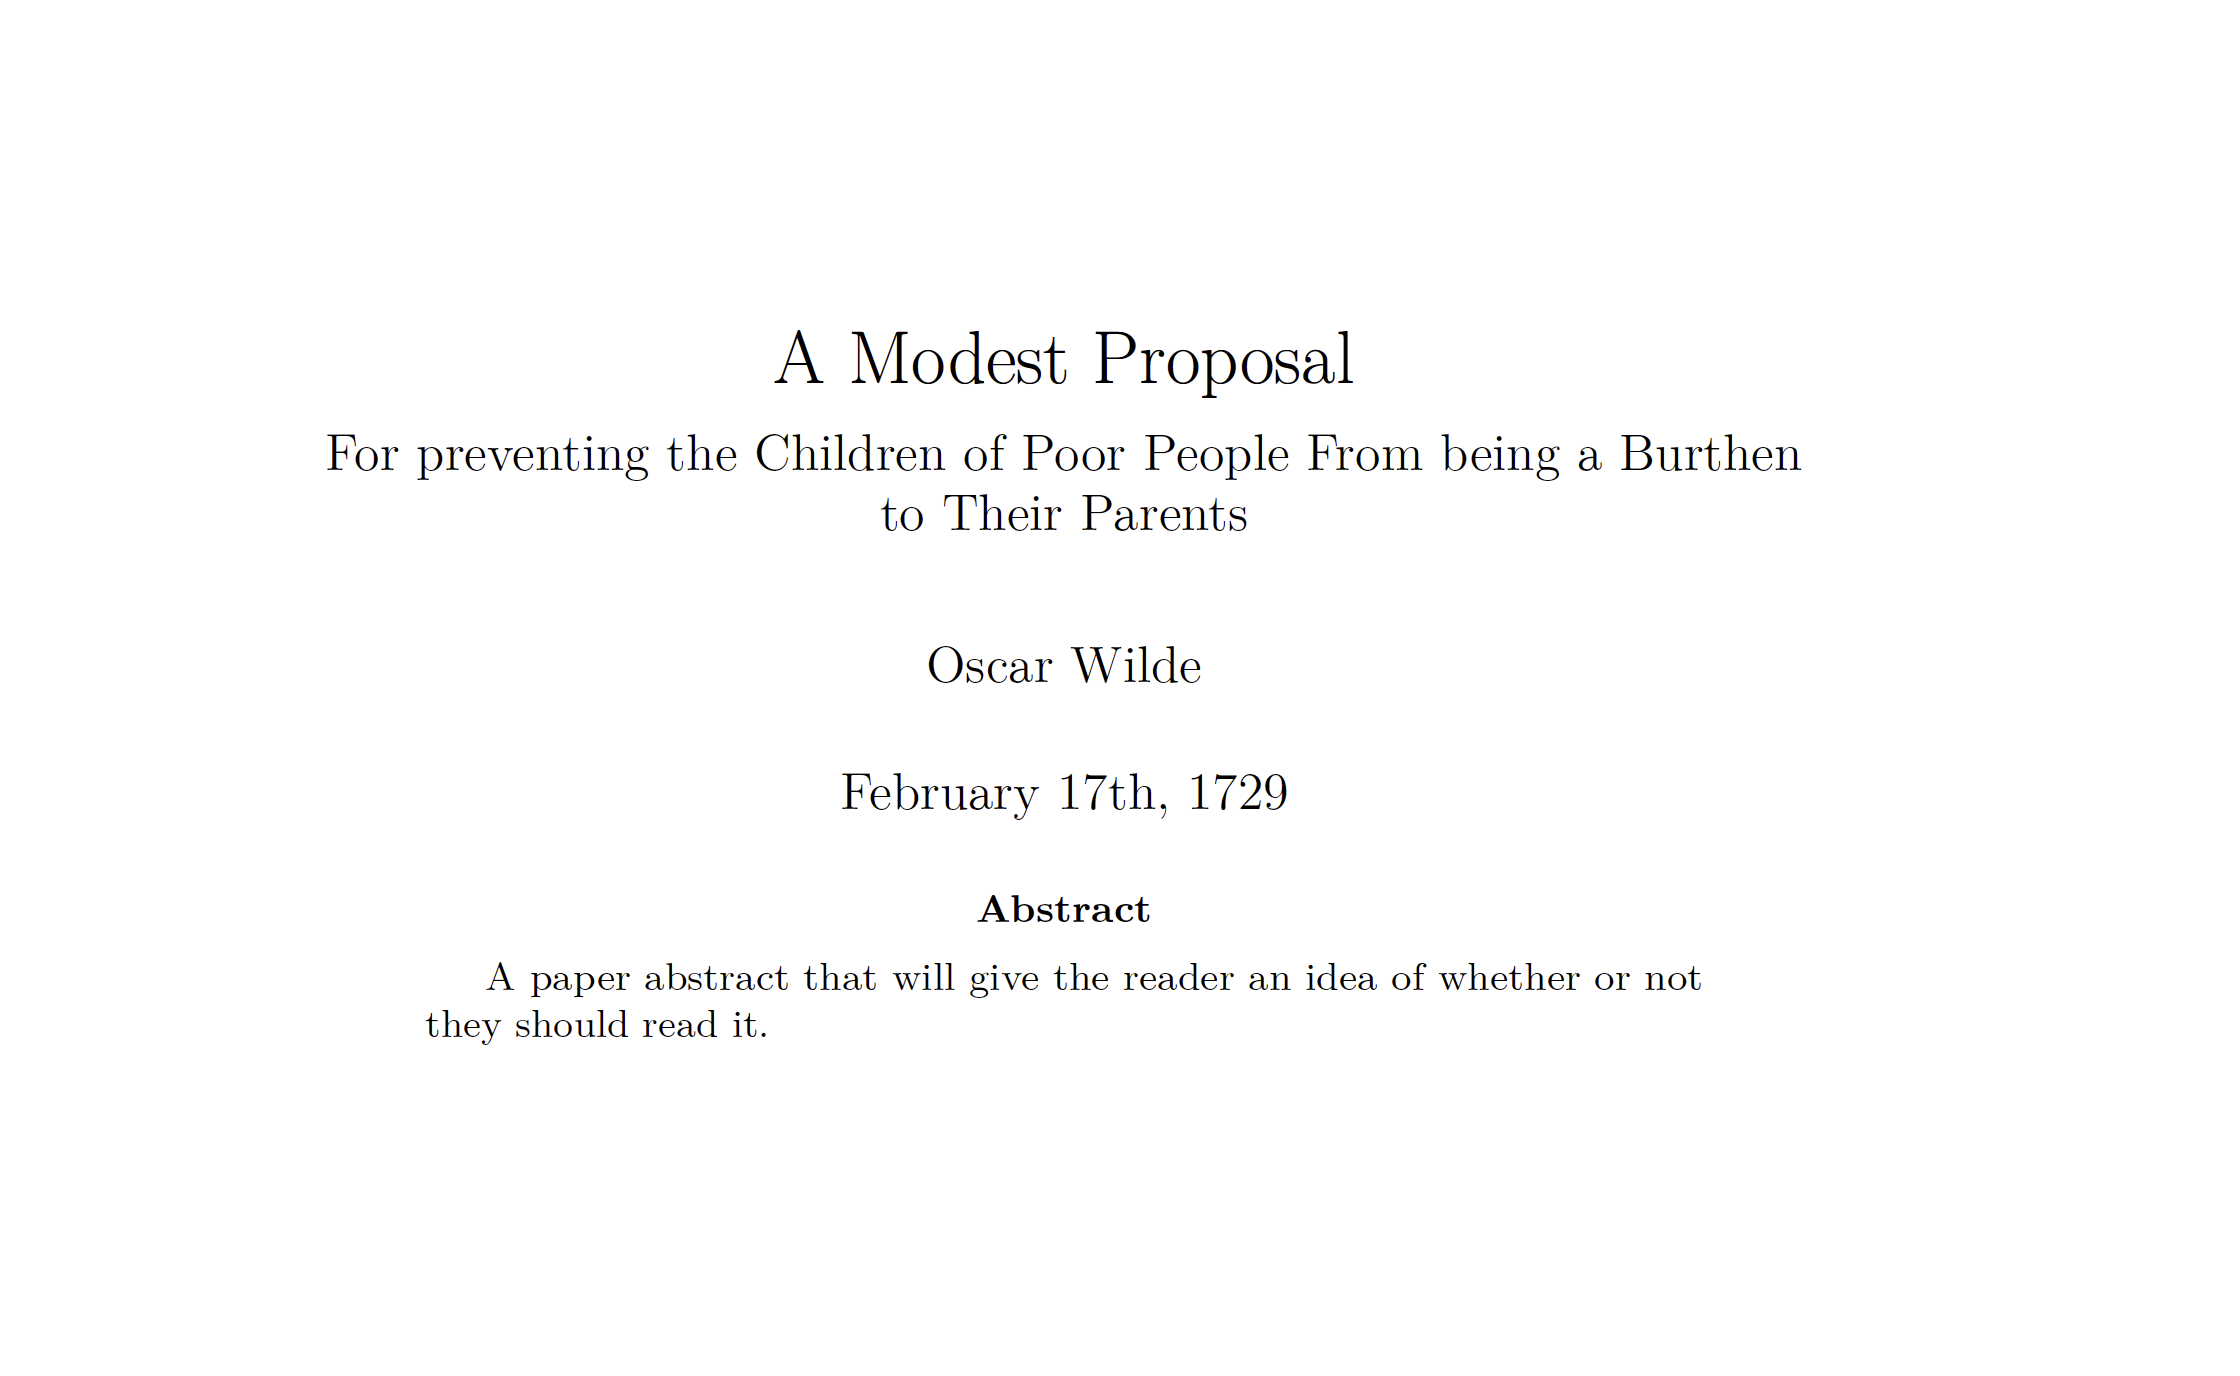 A Modest Proposal
For preventing the Children of Poor People From being a Burthen
to Their Parents
Oscar Wilde
February 17th, 1729
Abstract
A paper abstract that will give the reader an idea of whether or not
they should read it.